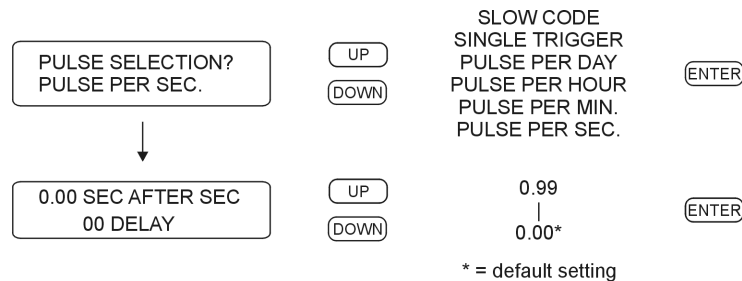 SLOW CODE
SINGLE TRIGGER
PULSE SELECTION? UP PULSE PER DAY
PULSE PER SEC. DOWN PULSE PER HOUR ENTER
PULSE PER MIN.
PULSE PER SEC.
0.00 SEC AFTER SEC UP 0.99
00 DELAY DOWN 0.00* ENTER
* = default setting